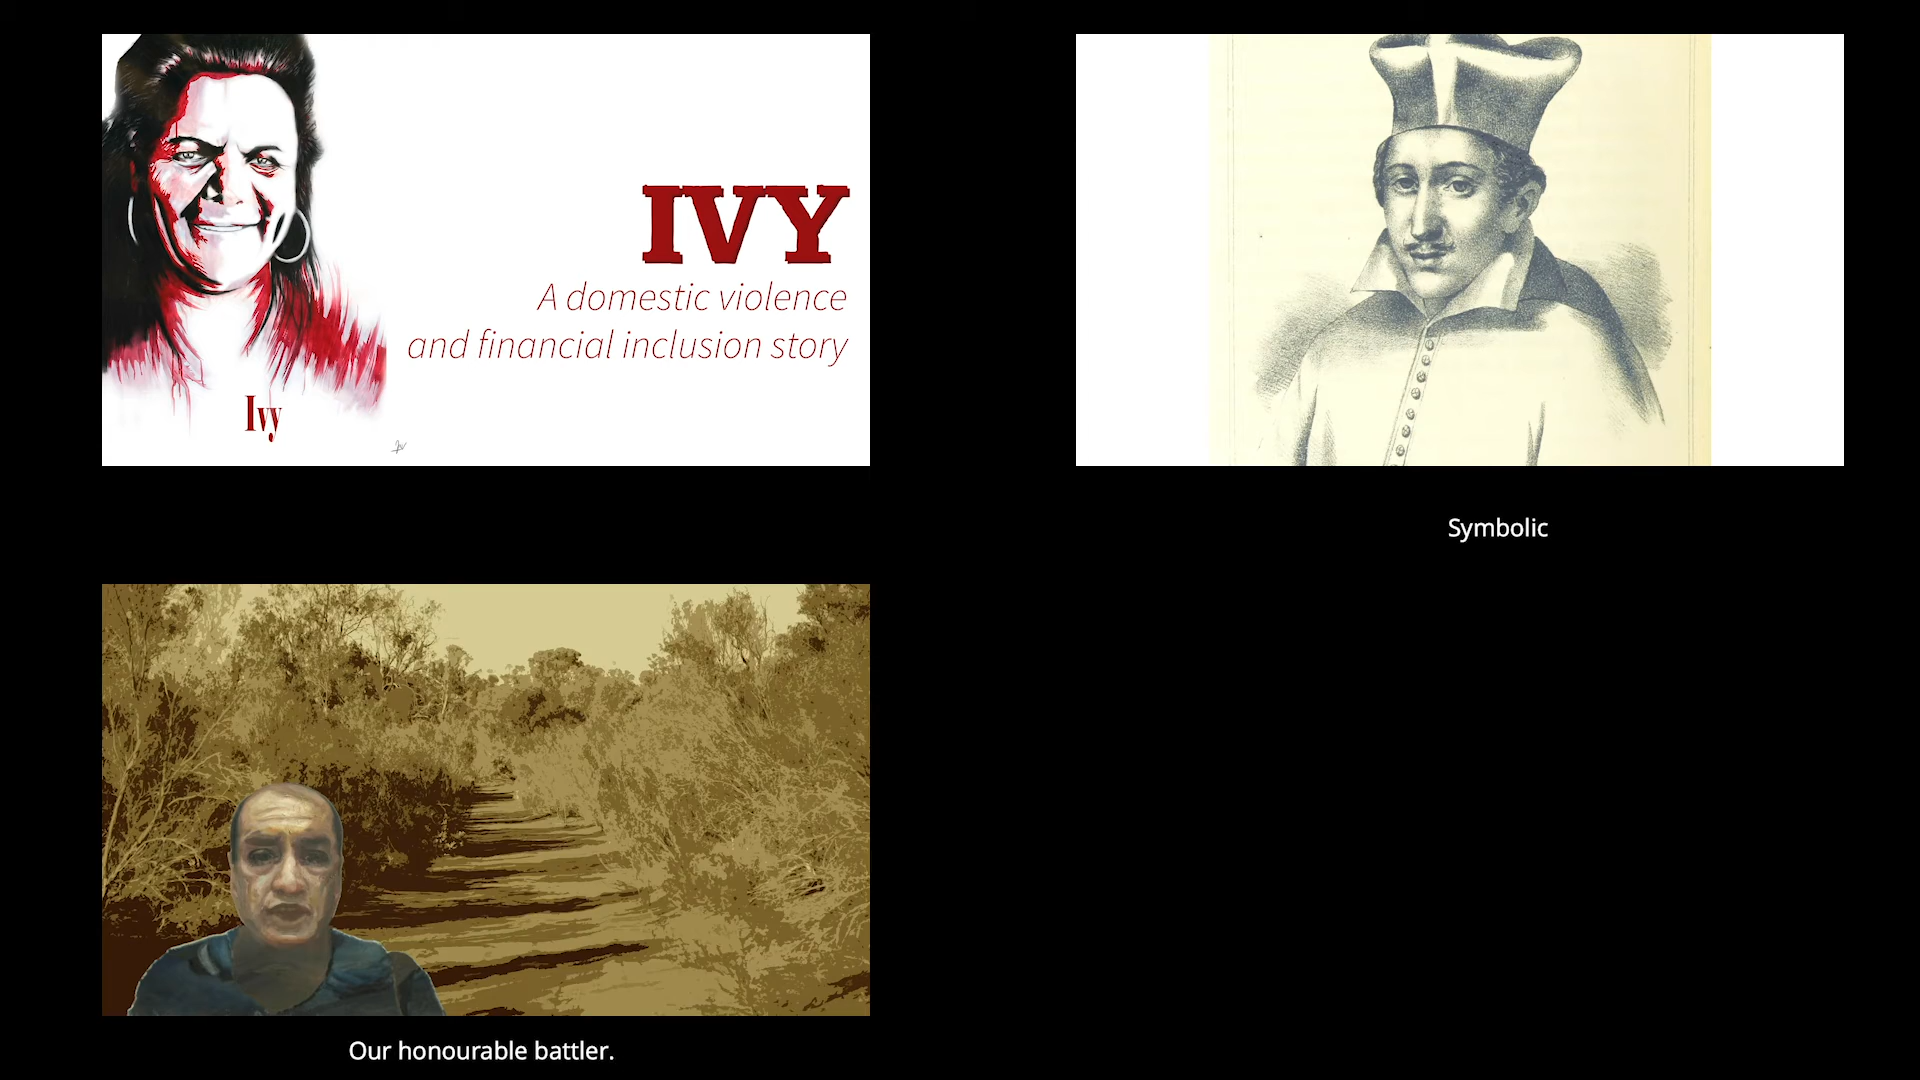 IVY
A domestic violence
and financial inclusion story
Ivy
Symbolic
Our honourable battler.